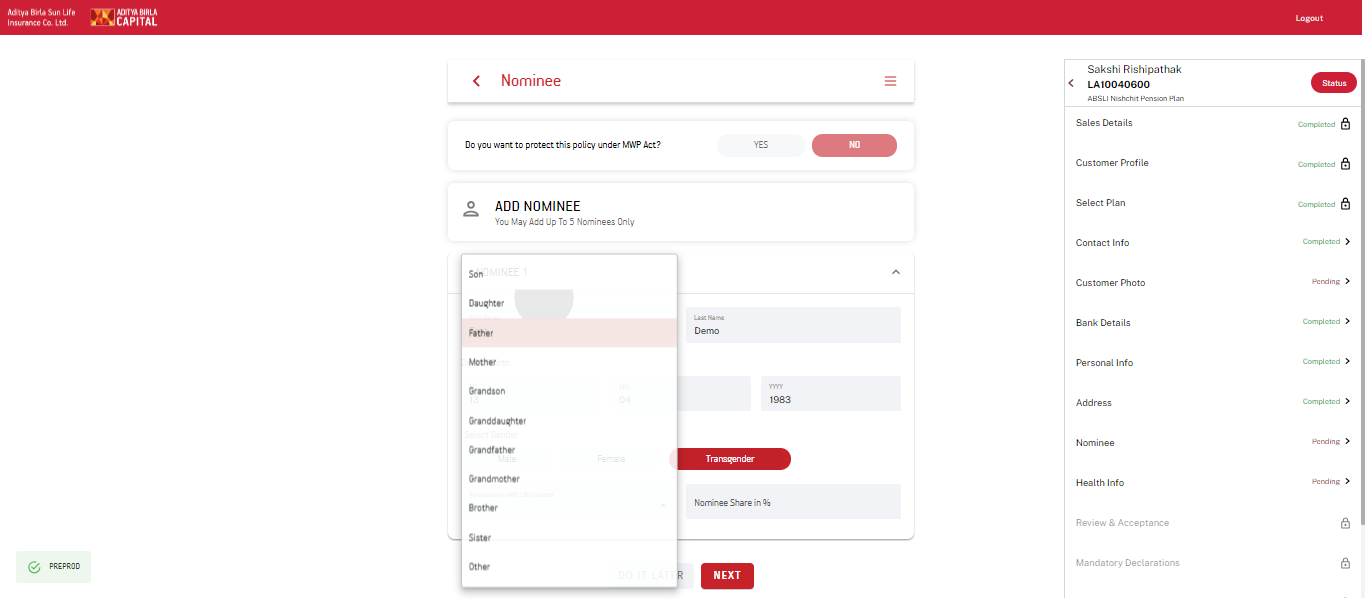 Aditya Birla Sun Life
Insurance Co. Ltd.
ADITYA BIRLA
CAPITAL
Logout
Nominee
Do you want to protect this policy under MWP Act?
YES
NO
ADD NOMINEE
You May Add Up To 5 Nominees Only
NOMINEE 1
Son
Daughter
Father
Mother
Grandson
Granddaughter
Grandfather
Grandmother
Brother
Sister
Other
Last Name
Demo
04
YYYY
1983
Select Gender
Male
Female
Transgender
Nominee Share in %
DO IT LATER
NEXT
PREPROD
Sakshi Rishipathak
LA10040600
ABSLI Nishchit Pension Plan
Status
Sales Details
Completed
Customer Profile
Completed
Select Plan
Completed
Contact Info
Completed
Customer Photo
Pending
Bank Details
Completed
Personal Info
Completed
Address
Completed
Nominee
Pending
Health Info
Pending
Review & Acceptance
Mandatory Declarations